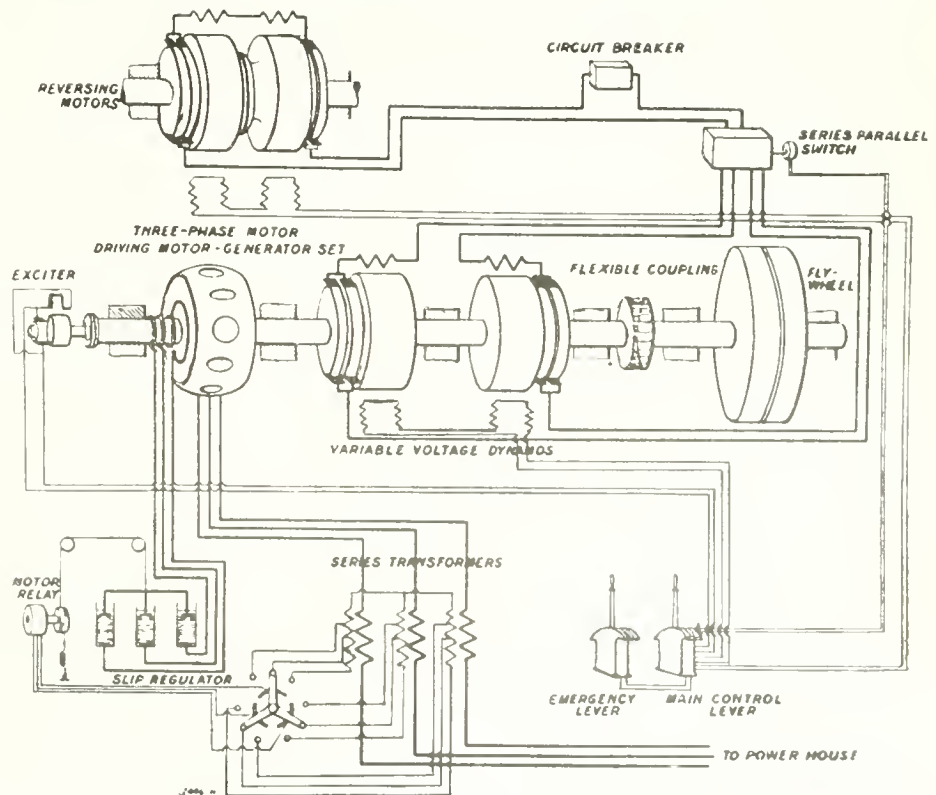 CIRCUIT BREAKER
REVERSING
MOTORS
SERIES PARALLEL
SWITCH
THREE-PHASE MOTOR
DRIVING MOTOR-GENERATOR SET
EXCITER
FLEXIBLE COUPLING
FLY-
WHEEL
VARIABLE VOLTAGE DYNAMOS
SERIES TRANSFORMERS
MOTOR
RELAY
SLIP REGULATOR
EMERGENCY
LEVER
MAIN CONTROL
LEVER
TO POWER HOUSE